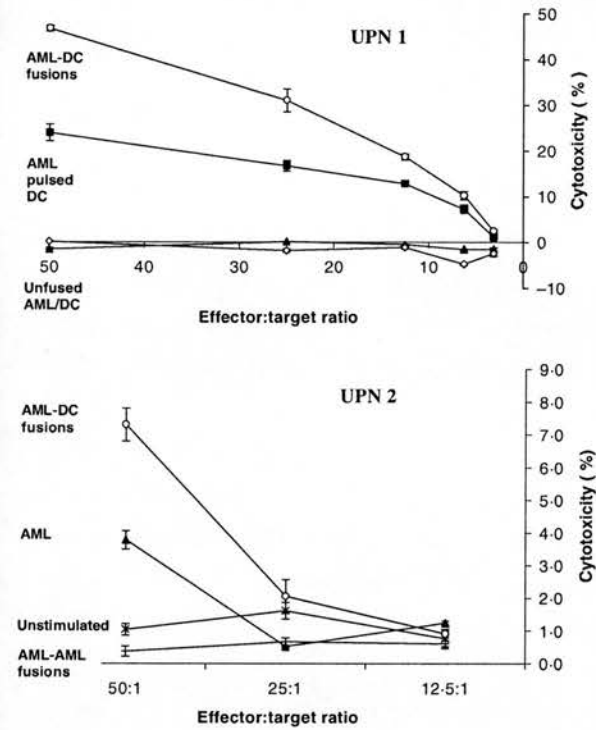 UPN 1
50
40
30
20
10
0
−10
Cytotoxicity ( % )
AML-DC
fusions
AML
pulsed
DC
50 40 30 20 10 0
Unfused
AML/DC
Effector:target ratio
UPN 2
9·0
8·0
7·0
6·0
5·0
4·0
3·0
2·0
1·0
0·0
Cytotoxicity ( %)
AML-DC
fusions
AML
Unstimulated
AML-AML
fusions
50:1 25:1 12-5:1
Effector:target ratio